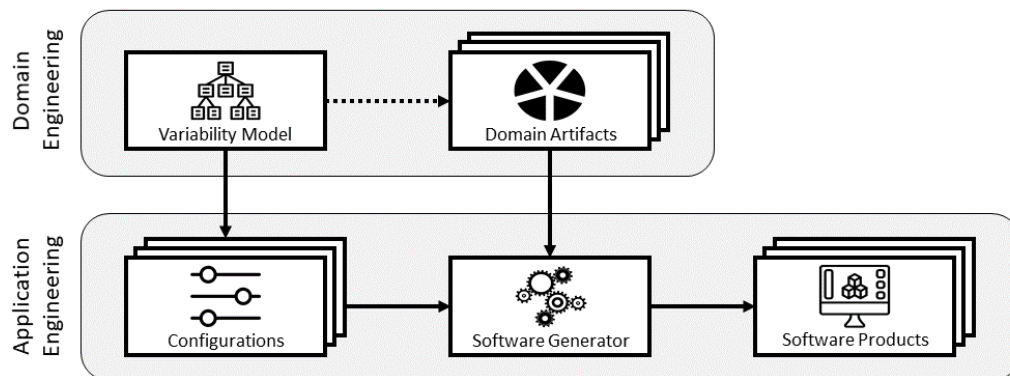 Domain
Engineering
Variability Model
Domain Artifacts
Application
Engineering
Configurations
Software Generator
Software Products